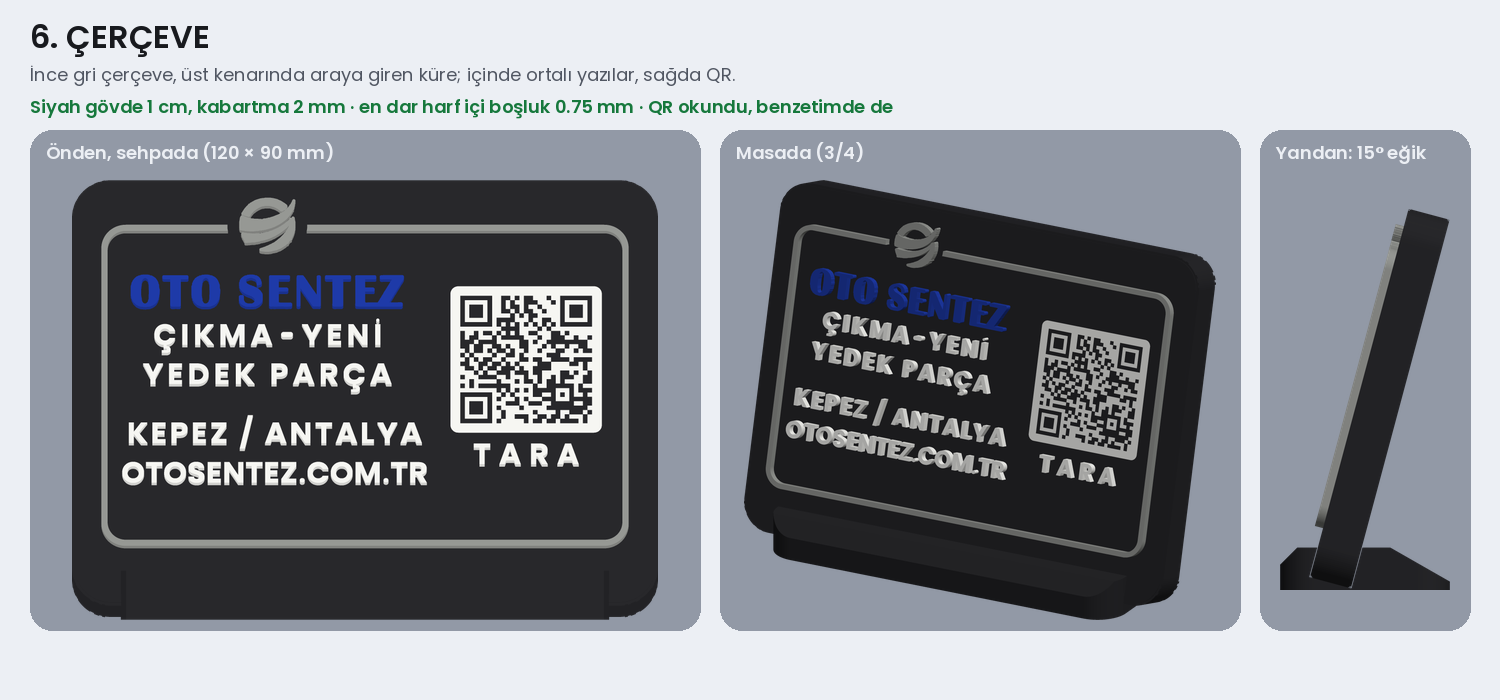 6. ÇERÇEVE
İnce gri çerçeve, üst kenarında araya giren küre; içinde ortalı yazılar, sağda QR.
Siyah gövde 1 cm, kabartma 2 mm · en dar harf içi boşluk 0.75 mm · QR okundu, benzetimde de
Önden, sehpada (120 × 90 mm)
OTO SENTEZ
ÇIKMA-YENİ
YEDEK PARÇA
KEPEZ / ANTALYA
OTOSENTEZ.COM.TR
TARA
Masada (3/4)
OTO SENTEZ
ÇIKMA-YENİ
YEDEK PARÇA
KEPEZ / ANTALYA
OTOSENTEZ.COM.TR
TARA
Yandan: 15° eğik